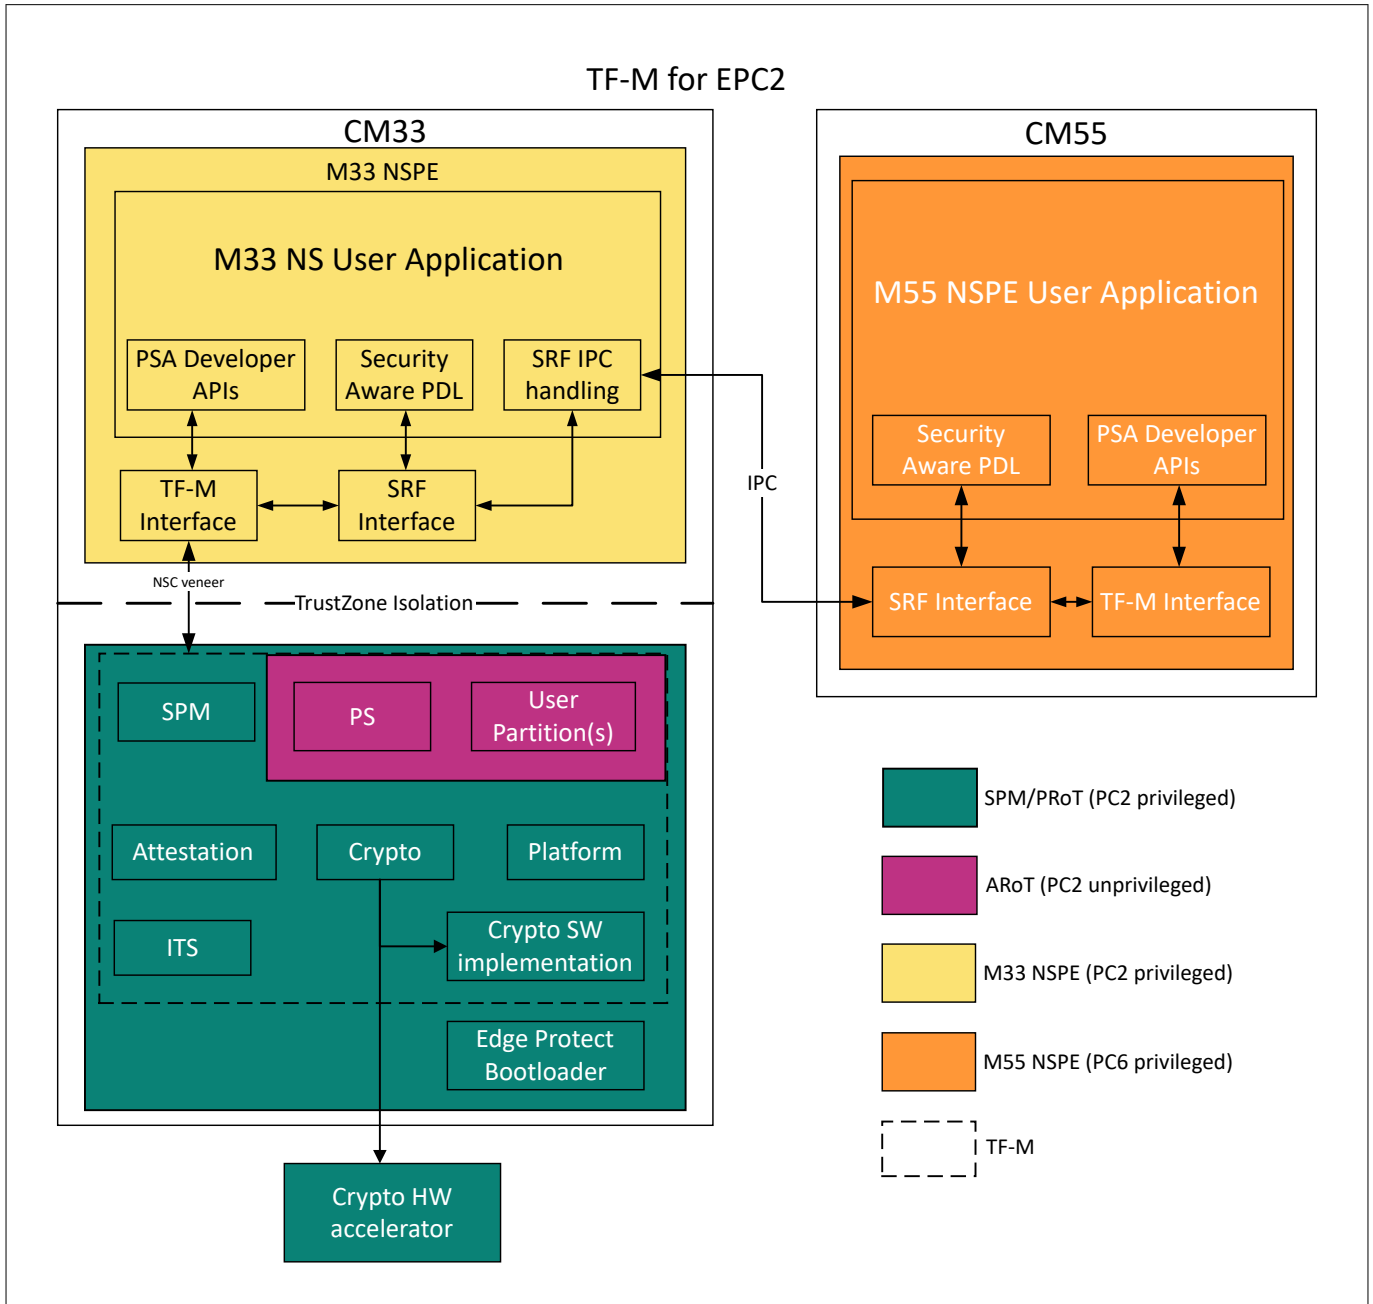 TF-M for EPC2
CM33
M33 NSPE
M33 NS User Application
PSA Developer
APIs
Security
Aware PDL
SRF IPC
handling
TF-M
Interface
SRF
Interface
NSC veneer
TrustZone Isolation
SPM
PS
User
Partition(s)
Attestation
Crypto
Platform
ITS
Crypto SW
implementation
Edge Protect
Bootloader
Crypto HW
accelerator
IPC
CM55
M55 NSPE User Application
Security
Aware PDL
PSA Developer
APIs
SRF Interface
TF-M Interface
SPM/PRoT (PC2 privileged)
ARoT (PC2 unprivileged)
M33 NSPE (PC2 privileged)
M55 NSPE (PC6 privileged)
TF-M